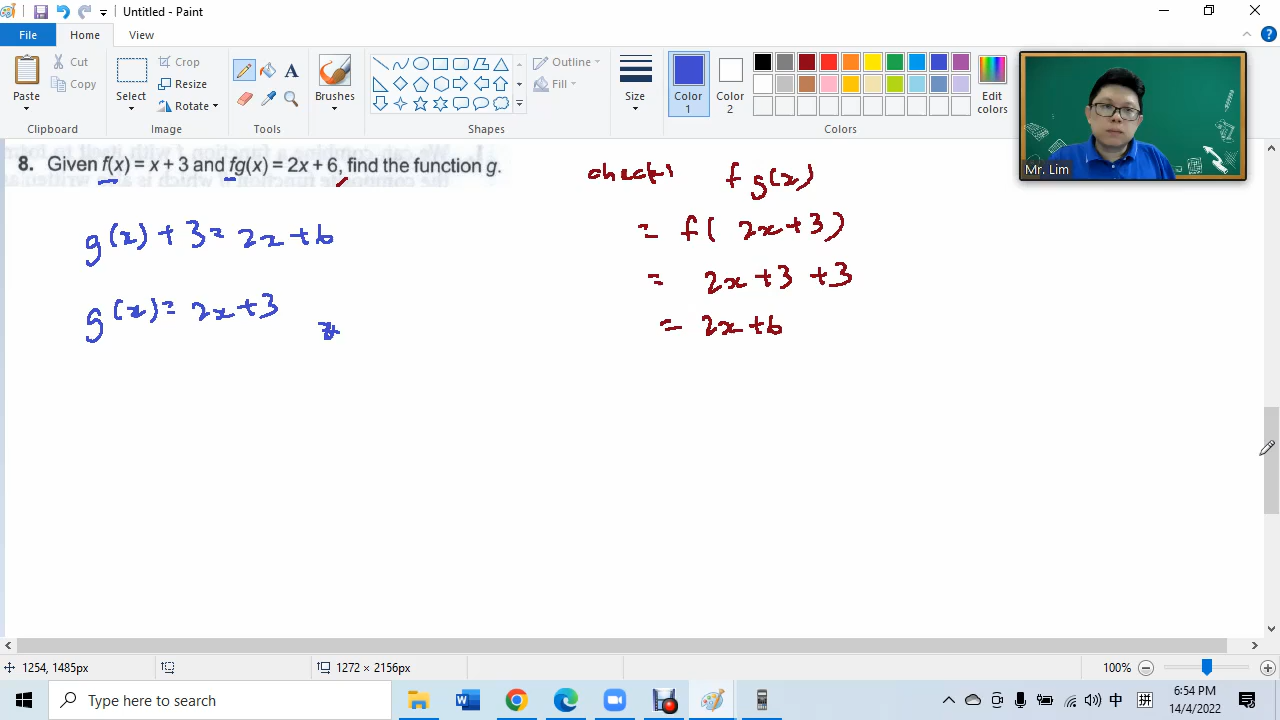 Untitled - Paint
File Home View
Paste
Cut
Copy
Clipboard
Select
Crop
Resize
Rotate
Image
Tools
Brushes
Shapes
Outline
Fill
Size
Color 1
Color 2
Edit colors
Colors
Mr. Lim
8. Given f(x) = x + 3 and fg(x) = 2x + 6, find the function g.
g(x) + 3 = 2x + 6
g(x) = 2x + 3
check:
f g(x)
= f( 2x + 3 )
= 2x + 3 + 3
= 2x + 6
1254, 1485px
1272 × 2156px
100%
Type here to search
中
拼
6:54 PM
14/4/2022